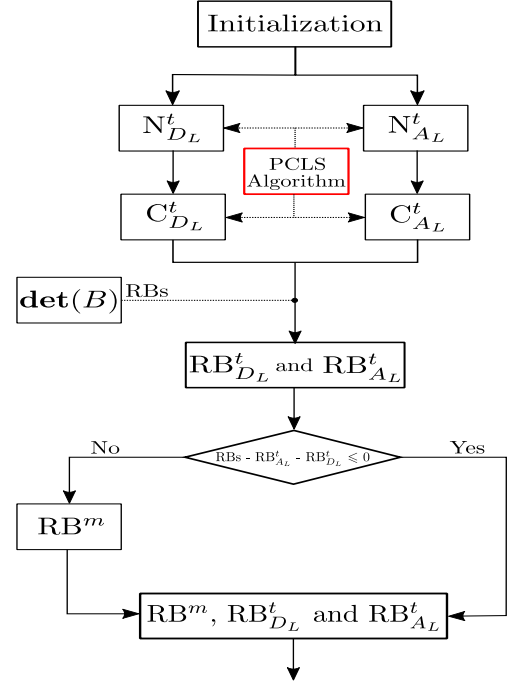 Initialization
N^t_{D_L}
N^t_{A_L}
PCLS
Algorithm
C^t_{D_L}
C^t_{A_L}
det(B)
RBs
RB^t_{D_L} and RB^t_{A_L}
No
RBs - RB^t_{A_L} - RB^t_{D_L} ⩽ 0
Yes
RB^m
RB^m, RB^t_{D_L} and RB^t_{A_L}